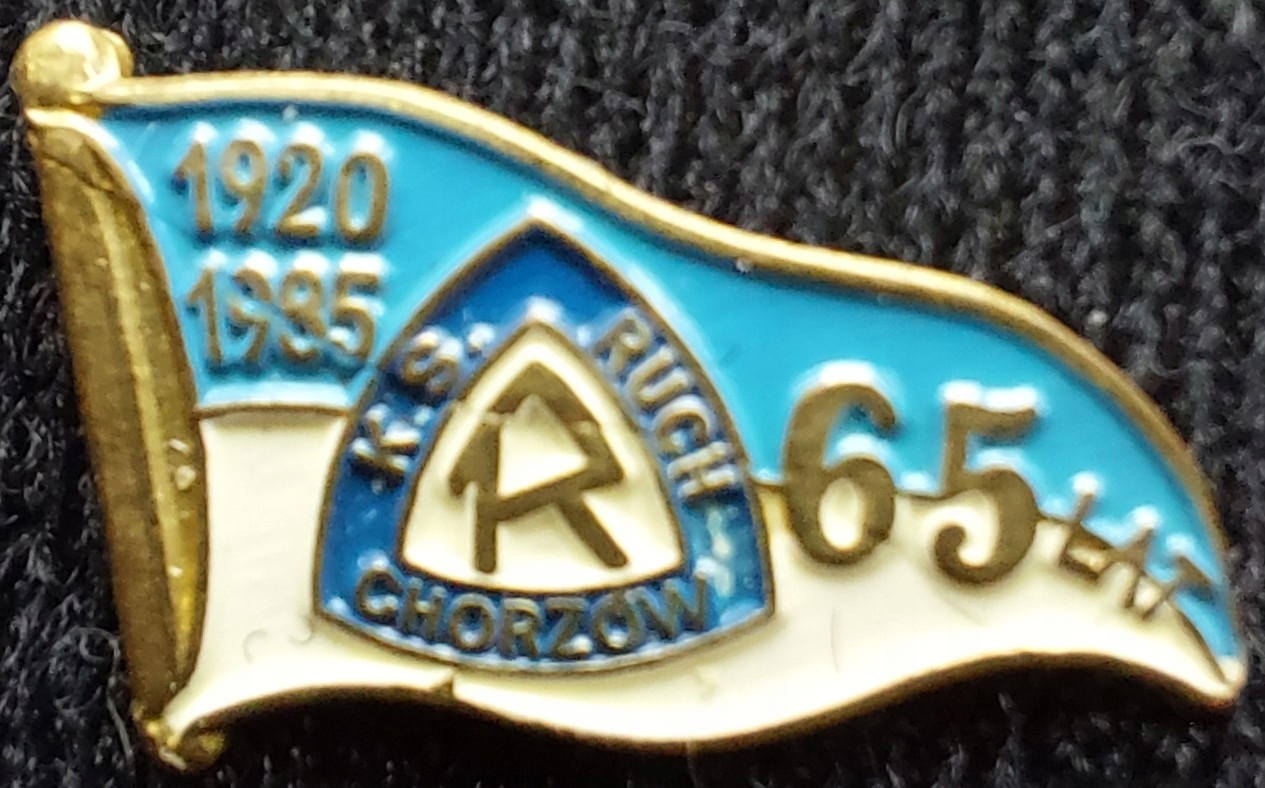 1920
1985
K.S. RUCH
CHORZÓW
R
65 LAT